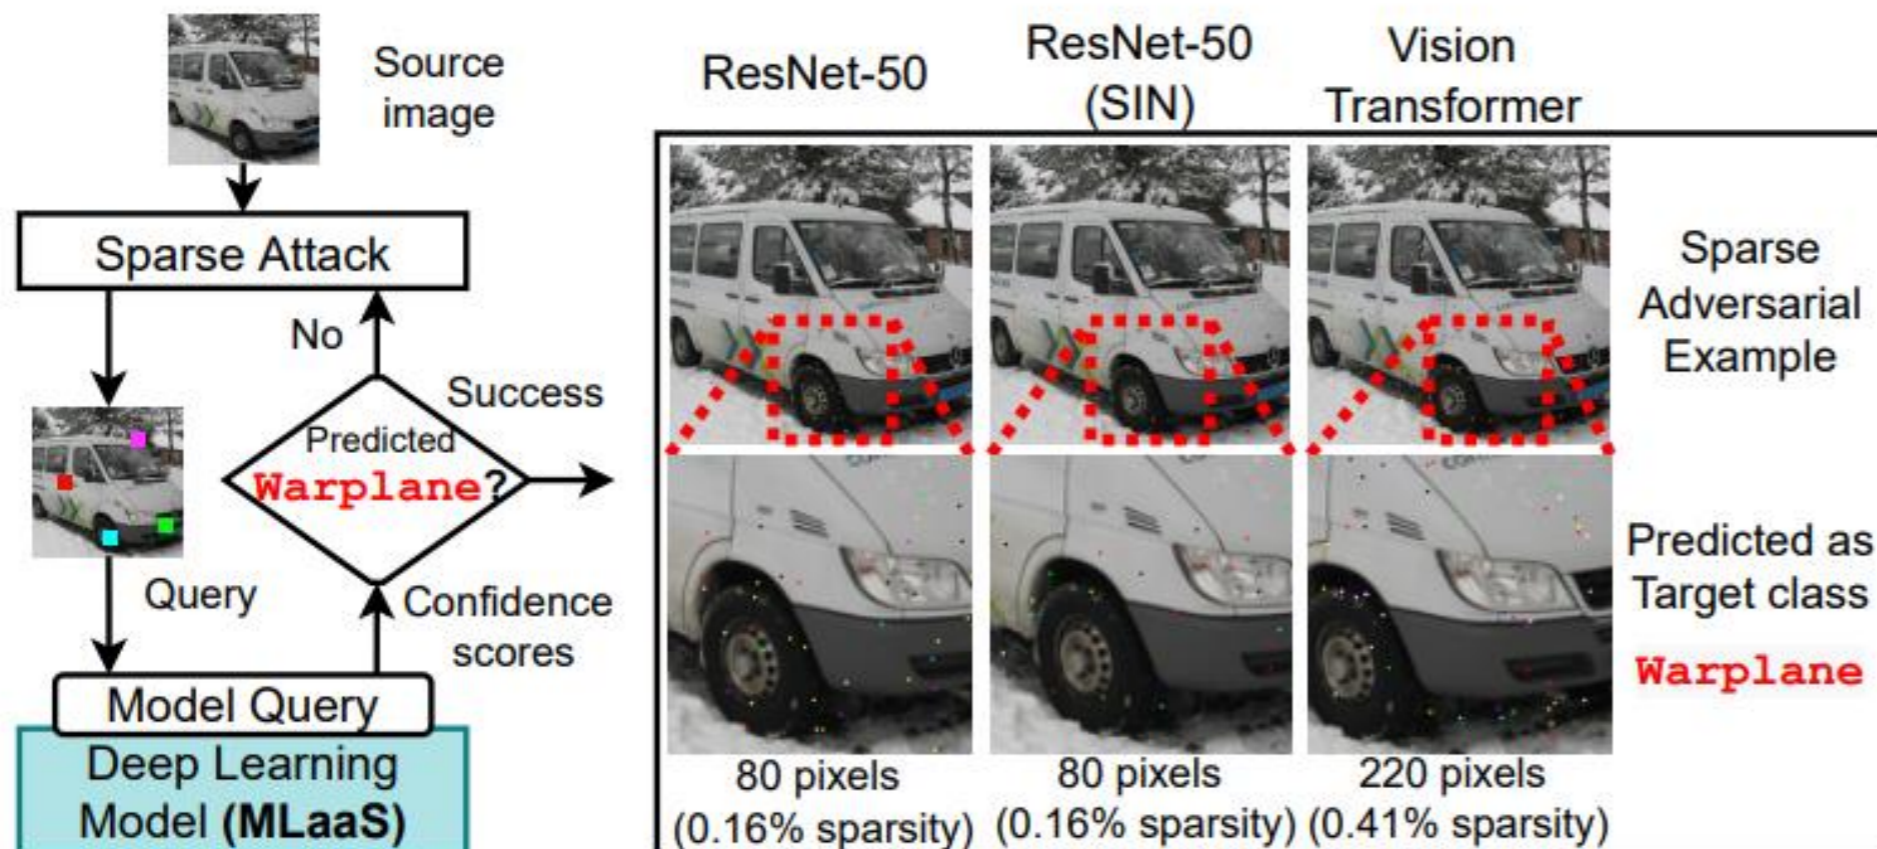 Source
image
Sparse Attack
No
Success
Predicted
Warplane?
Query
Confidence
scores
Model Query
Deep Learning
Model (MLaaS)
ResNet-50
ResNet-50
(SIN)
Vision
Transformer
Sparse
Adversarial
Example
Predicted as
Target class
Warplane
80 pixels
(0.16% sparsity)
80 pixels
(0.16% sparsity)
220 pixels
(0.41% sparsity)